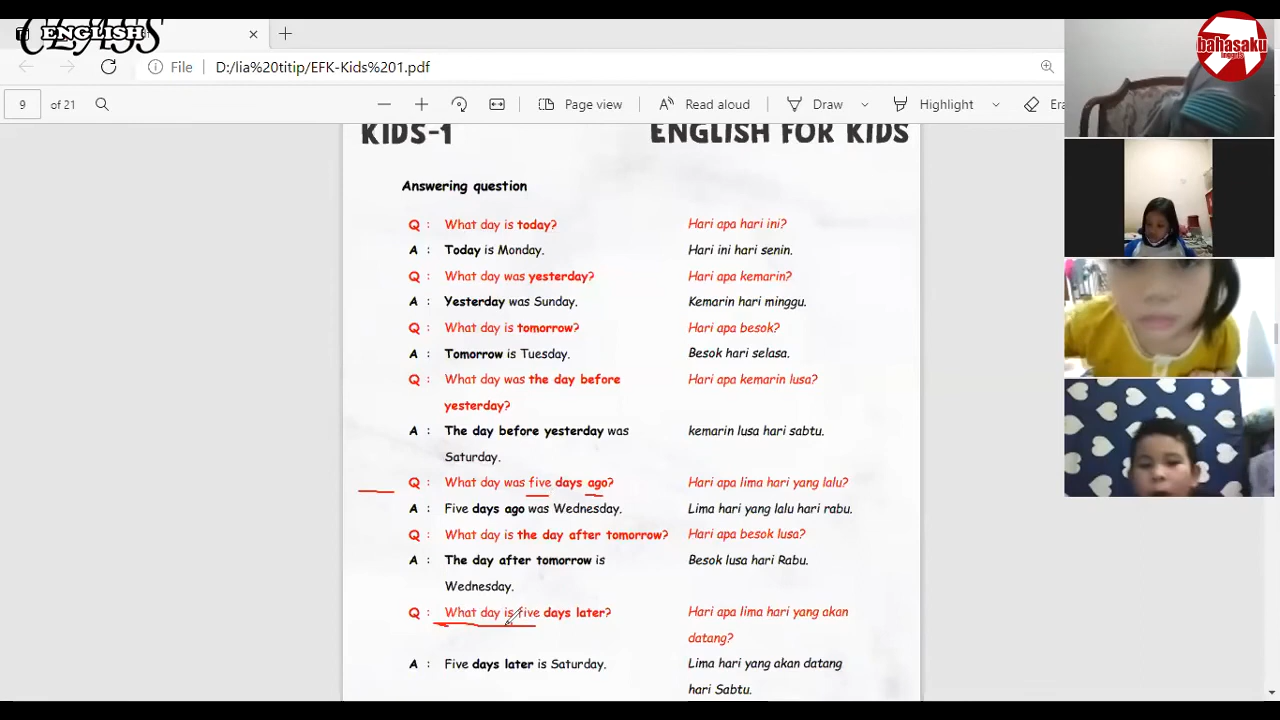 CLASS
ENGLISH
bahasaku
inggris
File D:/lia%20titip/EFK-Kids%201.pdf
9 of 21 Page view Read aloud Draw Highlight Era
KIDS-1 ENGLISH FOR KIDS
Answering question
Q : What day is today? Hari apa hari ini?
A : Today is Monday. Hari ini hari senin.
Q : What day was yesterday? Hari apa kemarin?
A : Yesterday was Sunday. Kemarin hari minggu.
Q : What day is tomorrow? Hari apa besok?
A : Tomorrow is Tuesday. Besok hari selasa.
Q : What day was the day before Hari apa kemarin lusa?
yesterday?
A : The day before yesterday was kemarin lusa hari sabtu.
Saturday.
Q : What day was five days ago? Hari apa lima hari yang lalu?
A : Five days ago was Wednesday. Lima hari yang lalu hari rabu.
Q : What day is the day after tomorrow? Hari apa besok lusa?
A : The day after tomorrow is Besok lusa hari Rabu.
Wednesday.
Q : What day is five days later? Hari apa lima hari yang akan
datang?
A : Five days later is Saturday. Lima hari yang akan datang
hari Sabtu.